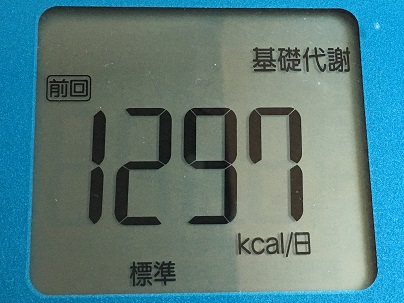 基礎代謝
前回
1297
kcal/日
標準